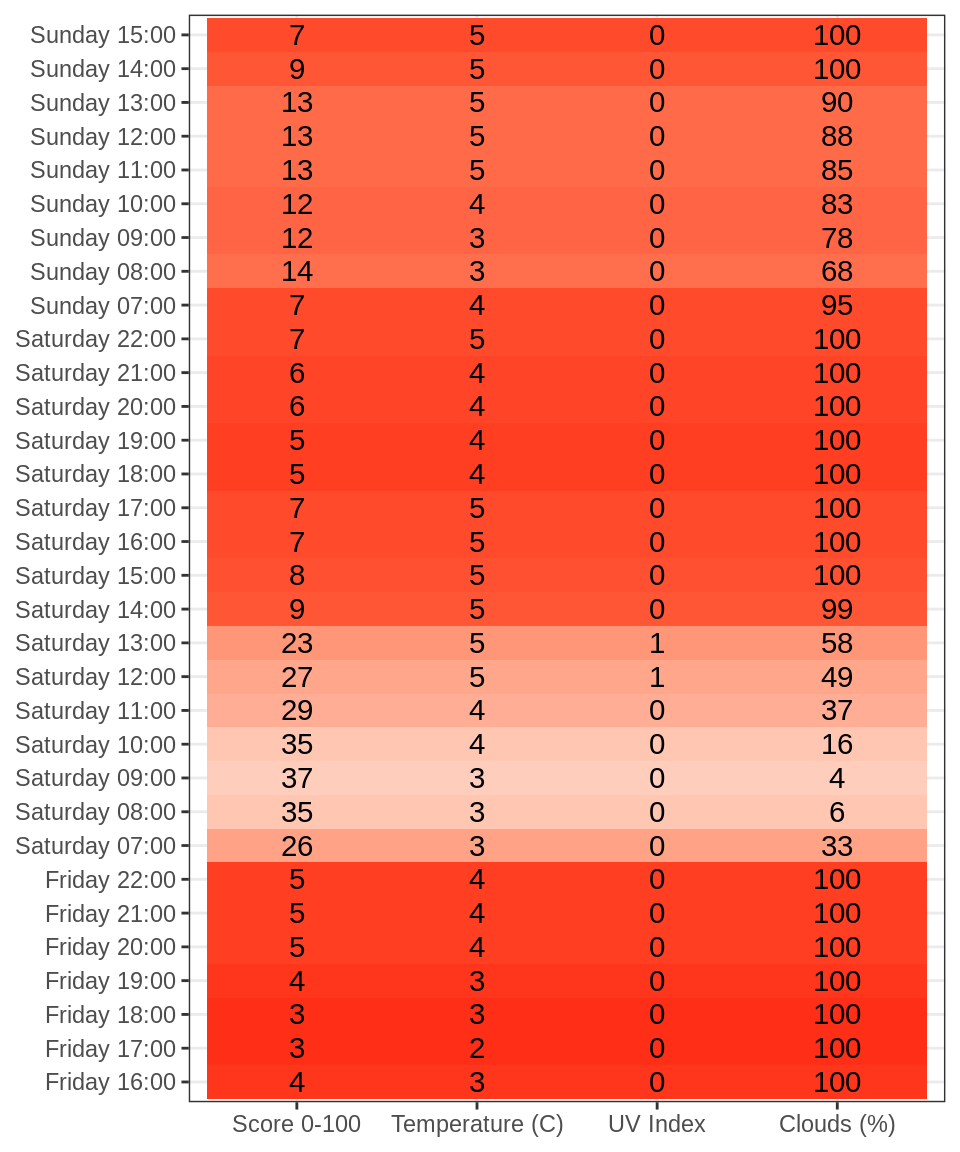 Sunday 15:00 7 5 0 100
Sunday 14:00 9 5 0 100
Sunday 13:00 13 5 0 90
Sunday 12:00 13 5 0 88
Sunday 11:00 13 5 0 85
Sunday 10:00 12 4 0 83
Sunday 09:00 12 3 0 78
Sunday 08:00 14 3 0 68
Sunday 07:00 7 4 0 95
Saturday 22:00 7 5 0 100
Saturday 21:00 6 4 0 100
Saturday 20:00 6 4 0 100
Saturday 19:00 5 4 0 100
Saturday 18:00 5 4 0 100
Saturday 17:00 7 5 0 100
Saturday 16:00 7 5 0 100
Saturday 15:00 8 5 0 100
Saturday 14:00 9 5 0 99
Saturday 13:00 23 5 1 58
Saturday 12:00 27 5 1 49
Saturday 11:00 29 4 0 37
Saturday 10:00 35 4 0 16
Saturday 09:00 37 3 0 4
Saturday 08:00 35 3 0 6
Saturday 07:00 26 3 0 33
Friday 22:00 5 4 0 100
Friday 21:00 5 4 0 100
Friday 20:00 5 4 0 100
Friday 19:00 4 3 0 100
Friday 18:00 3 3 0 100
Friday 17:00 3 2 0 100
Friday 16:00 4 3 0 100
Score 0-100 Temperature (C) UV Index Clouds (%)